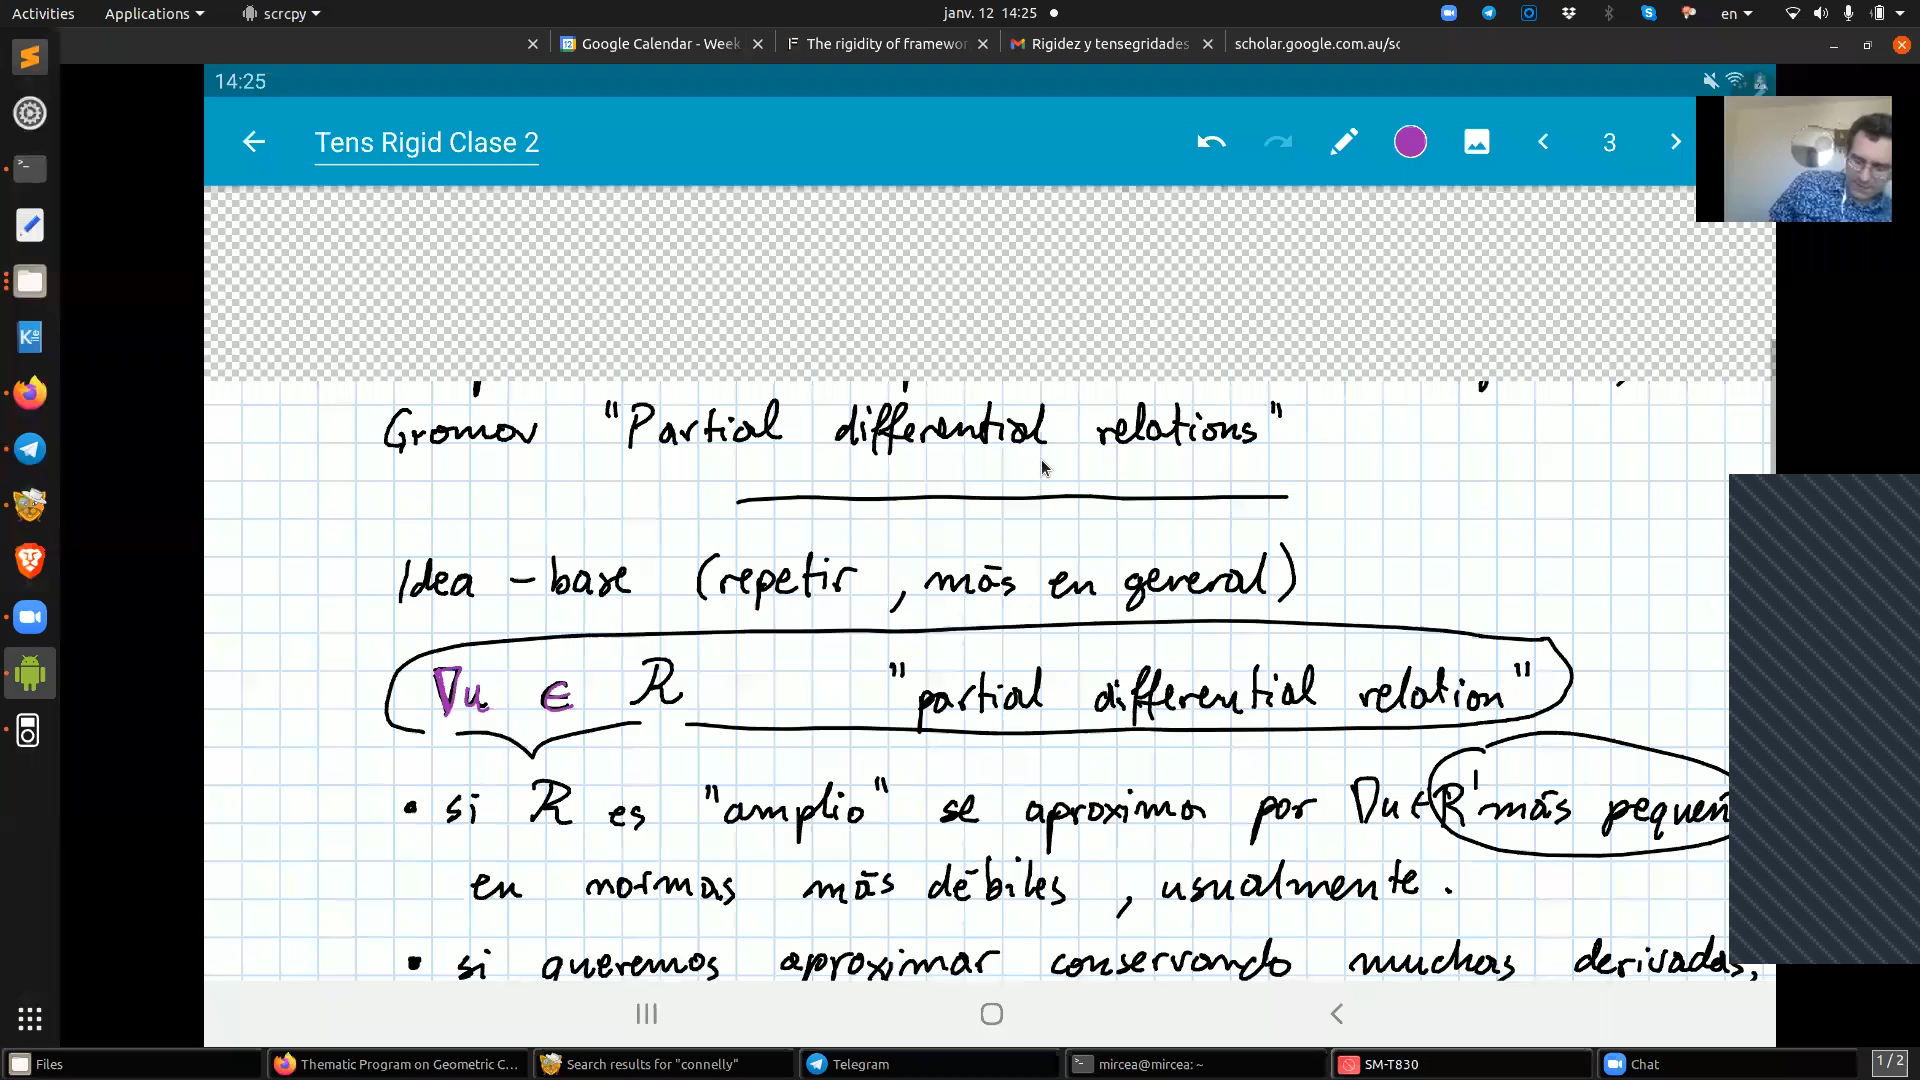 Activities Applications scrcpy janv. 12 14:25 en
Google Calendar - Week The rigidity of framewor Rigidez y tensegridades scholar.google.com.au/sc
14:25
Tens Rigid Clase 2 3
Gromov "Partial differential relations"
Idea-base (repetir, más en general)
∇u ∈ R "partial differential relation"
• si R es "amplio" se aproxima por ∇u ∈ R' más pequeñ
en normas más débiles, usualmente.
• si queremos aproximar conservando muchas derivadas,
Files Thematic Program on Geometric C... Search results for "connelly" Telegram mircea@mircea: ~ SM-T830 Chat 1 / 2